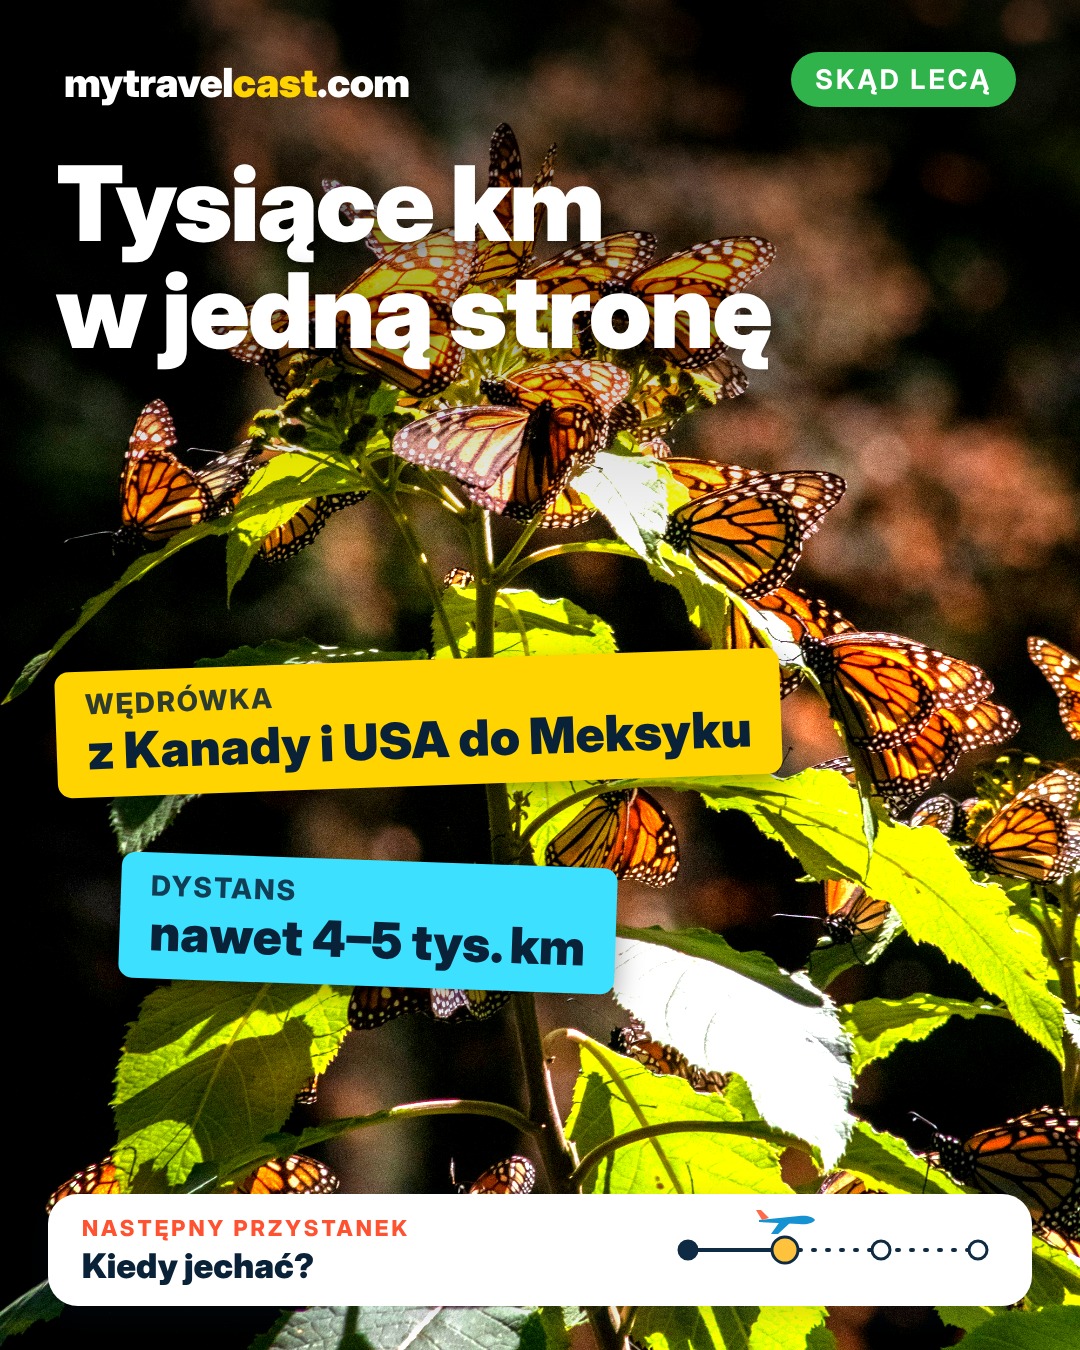 mytravelcast.com
SKĄD LECĄ
Tysiące km
w jedną stronę
WĘDRÓWKA
z Kanady i USA do Meksyku
DYSTANS
nawet 4–5 tys. km
NASTĘPNY PRZYSTANEK
Kiedy jechać?